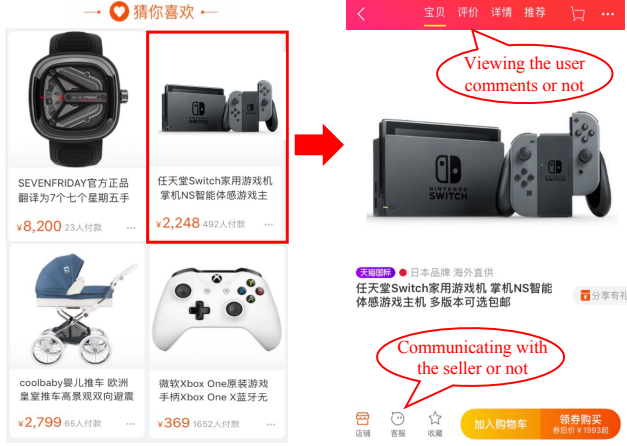 猜你喜欢
SEVENFRIDAY官方正品
翻译为7个七个星期五手
¥8,200 23人付款
任天堂Switch家用游戏机
掌机NS智能体感游戏主
¥2,248 492人付款
coolbaby婴儿推车 欧洲
皇室推车高景观双向避震
¥2,799 65人付款
微软Xbox One原装游戏
手柄Xbox One X蓝牙无
¥369 1652人付款
宝贝 评价 详情 推荐
Viewing the user
comments or not
NINTENDO
SWITCH
天猫国际 日本品牌 海外直供
任天堂Switch家用游戏机 掌机NS智能
体感游戏主机 多版本可选包邮
分享有礼
Communicating with
the seller or not
店铺 客服 收藏
加入购物车
领券购买
券后价 ¥1993起